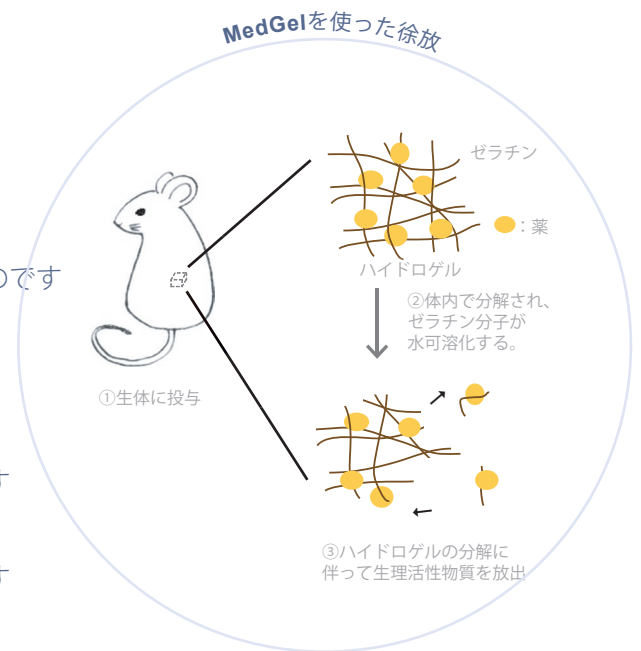 MedGelを使った徐放
ゼラチン
：薬
ハイドロゲル
のです
②体内で分解され、
ゼラチン分子が
水可溶化する。
①生体に投与
す
す
③ハイドロゲルの分解に
伴って生理活性物質を放出